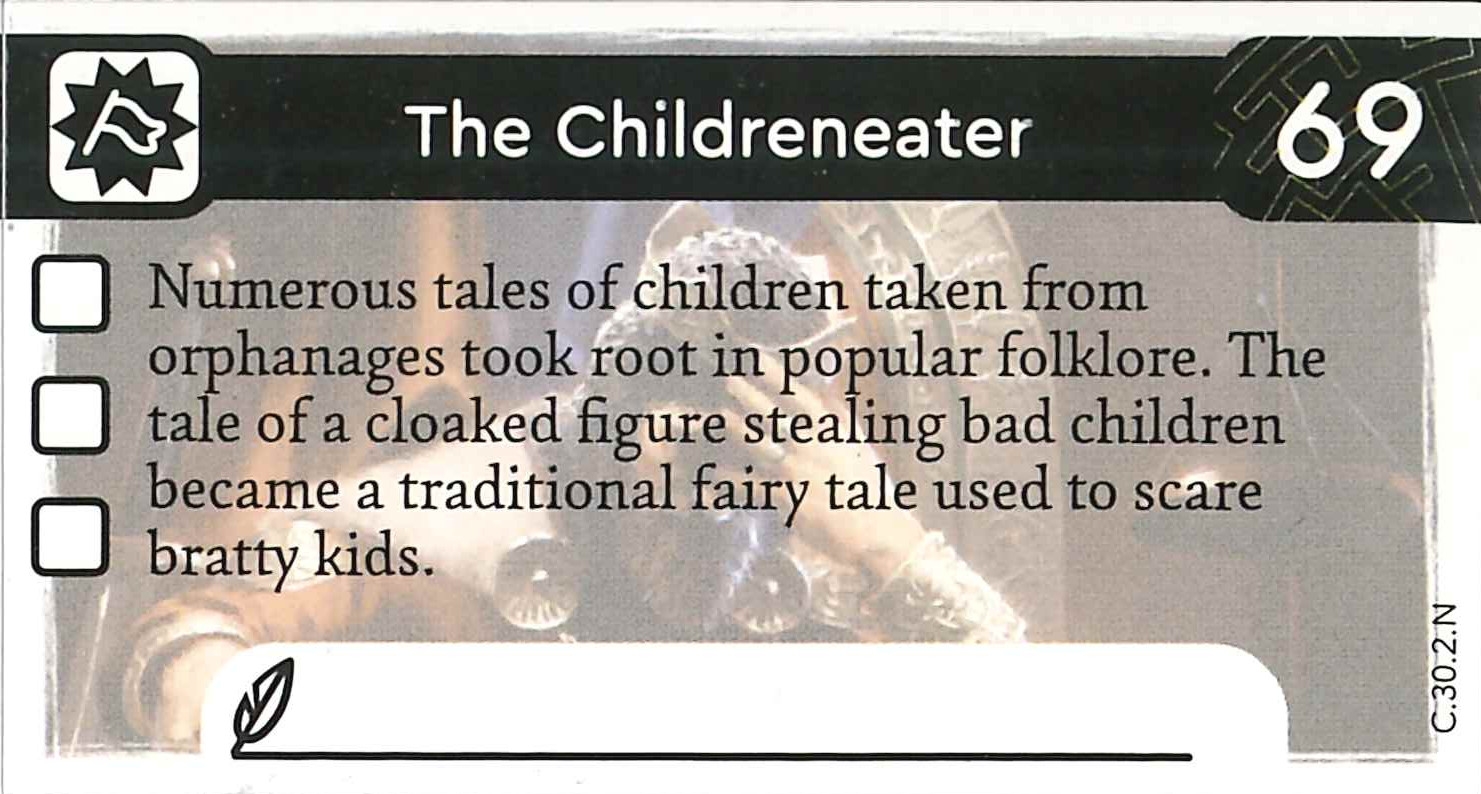 The Childreneater
69
Numerous tales of children taken from
orphanages took root in popular folklore. The
tale of a cloaked figure stealing bad children
became a traditional fairy tale used to scare
bratty kids.
C.30.2.N